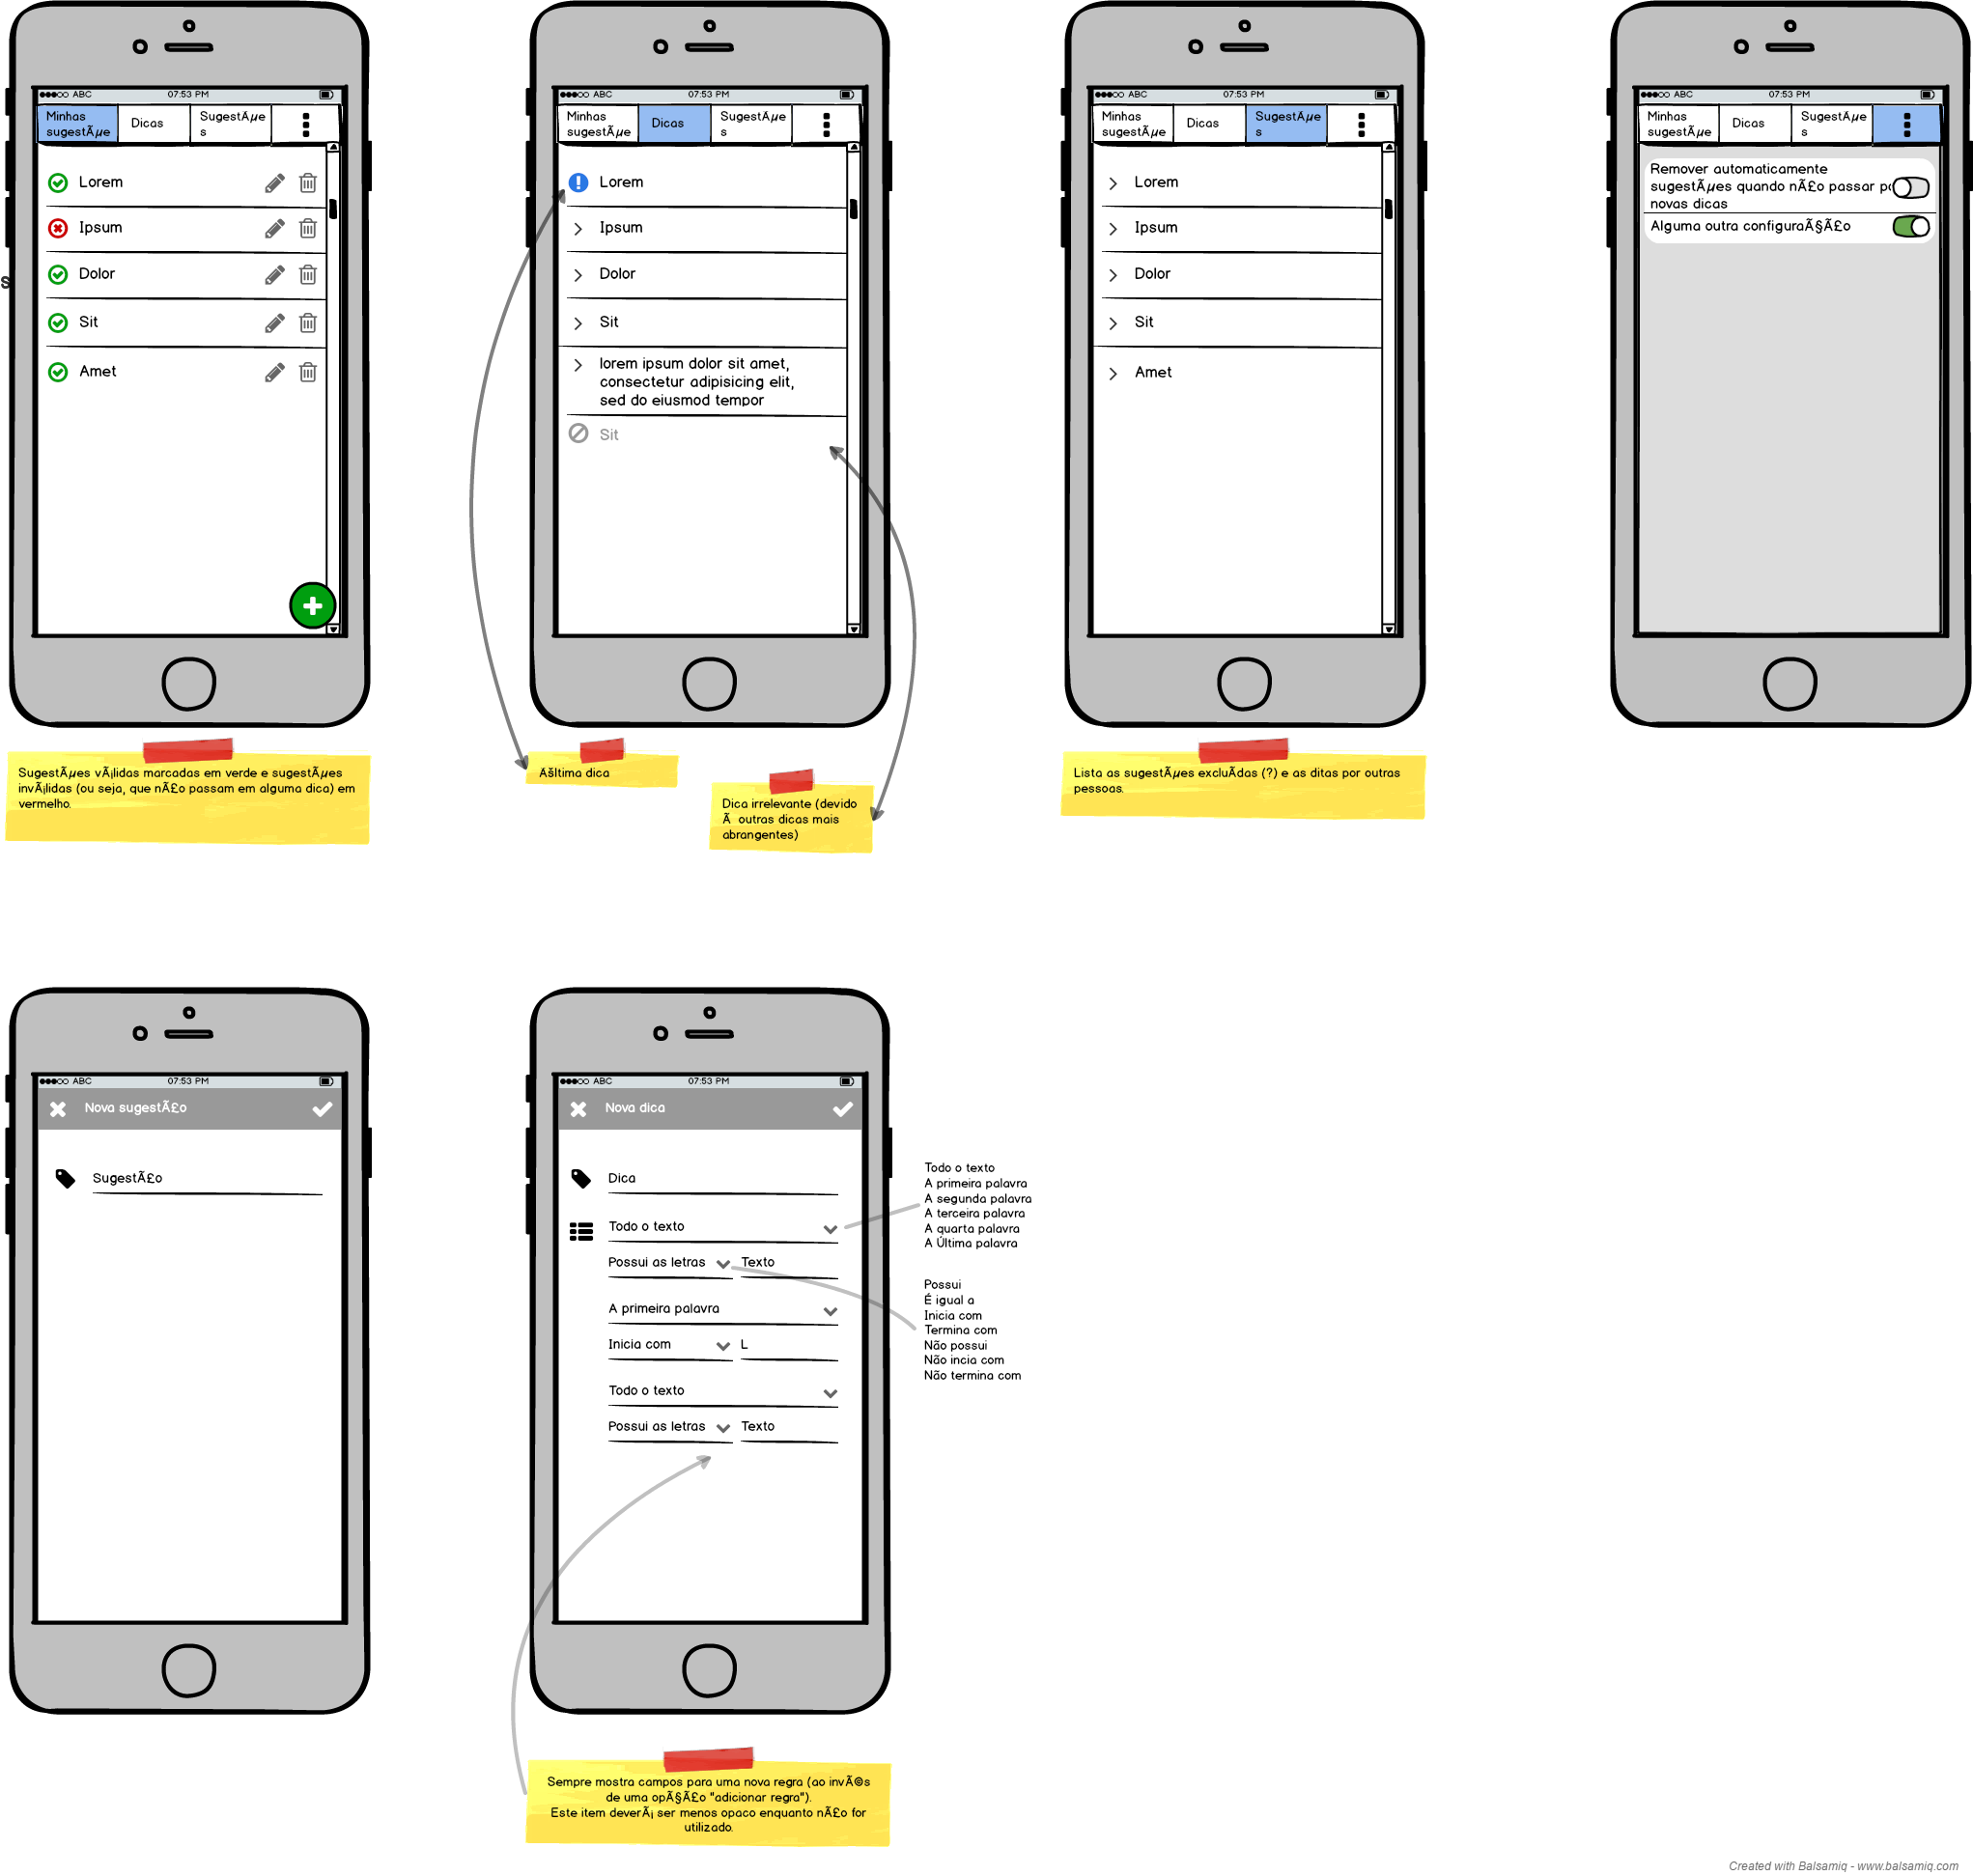 ABC 07:53 PM
Minhas
sugestÃµe
Dicas
SugestÃµe
s
Lorem
Ipsum
Dolor
Sit
Amet
SugestÃµes vÃ¡lidas marcadas em verde e sugestÃµes
invÃ¡lidas (ou seja, que nÃ£o passam em alguma dica) em
vermelho.
s
ABC 07:53 PM
Minhas
sugestÃµe
Dicas
SugestÃµe
s
Lorem
Ipsum
Dolor
Sit
lorem ipsum dolor sit amet,
consectetur adipisicing elit,
sed do eiusmod tempor
Sit
Ãšltima dica
Dica irrelevante (devido
Ã  outras dicas mais
abrangentes)
ABC 07:53 PM
Minhas
sugestÃµe
Dicas
SugestÃµe
s
Lorem
Ipsum
Dolor
Sit
Amet
Lista as sugestÃµes excluÃdas (?) e as ditas por outras
pessoas.
ABC 07:53 PM
Minhas
sugestÃµe
Dicas
SugestÃµe
s
Remover automaticamente
sugestÃµes quando nÃ£o passar po
novas dicas
Alguma outra configuraÃ§Ã£o
ABC 07:53 PM
Nova sugestÃ£o
SugestÃ£o
ABC 07:53 PM
Nova dica
Dica
Todo o texto
Possui as letras Texto
A primeira palavra
Inicia com L
Todo o texto
Possui as letras Texto
Todo o texto
A primeira palavra
A segunda palavra
A terceira palavra
A quarta palavra
A Última palavra
Possui
É igual a
Inicia com
Termina com
Não possui
Não incia com
Não termina com
Sempre mostra campos para uma nova regra (ao invÃ©s
de uma opÃ§Ã£o "adicionar regra").
Este item deverÃ¡ ser menos opaco enquanto nÃ£o for
utilizado.
Created with Balsamiq - www.balsamiq.com